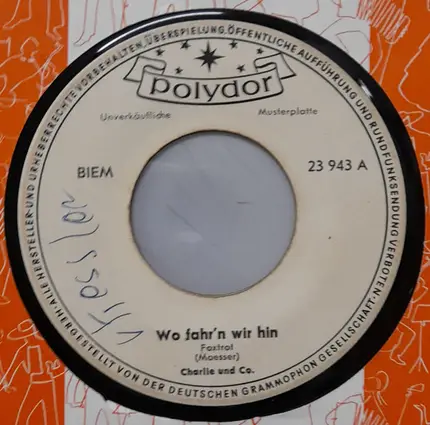 ALLE HERSTELLER- UND URHEBERRECHTE VORBEHALTEN, ÜBERSPIELUNG, ÖFFENTLICHE AUFFÜHRUNG UND RUNDFUNKSENDUNG VERBOTEN.
polydor
Unverkäufliche Musterplatte
BIEM 23 943 A
Wo fahr'n wir hin
Foxtrot
(Moesser)
Charlie und Co.
HERGESTELLT VON DER DEUTSCHEN GRAMMOPHON GESELLSCHAFT